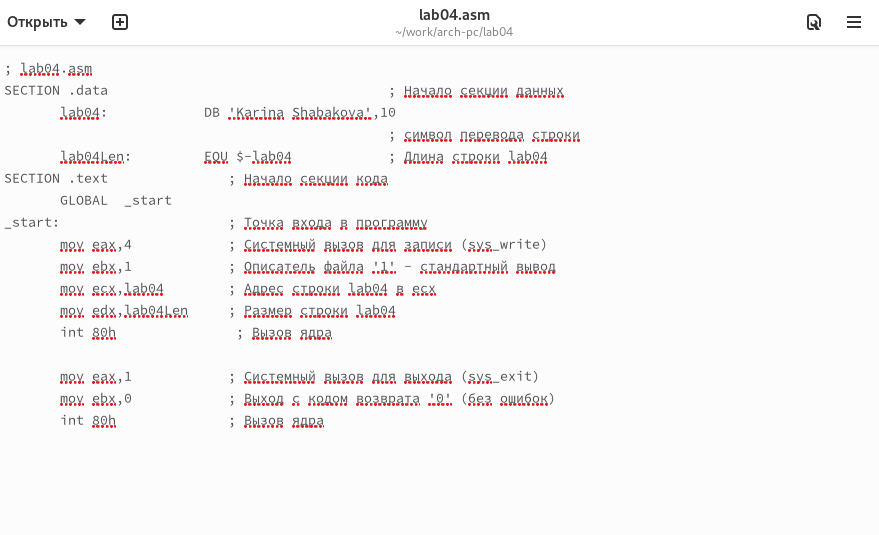 Открыть
lab04.asm
~/work/arch-pc/lab04
; lab04.asm
SECTION .data ; Начало секции данных
lab04: DB 'Karina Shabakova',10
; символ перевода строки
lab04Len: EQU $-lab04 ; Длина строки lab04
SECTION .text ; Начало секции кода
GLOBAL _start
_start: ; Точка входа в программу
mov eax,4 ; Системный вызов для записи (sys_write)
mov ebx,1 ; Описатель файла '1' - стандартный вывод
mov ecx,lab04 ; Адрес строки lab04 в ecx
mov edx,lab04Len ; Размер строки lab04
int 80h ; Вызов ядра
mov eax,1 ; Системный вызов для выхода (sys_exit)
mov ebx,0 ; Выход с кодом возврата '0' (без ошибок)
int 80h ; Вызов ядра